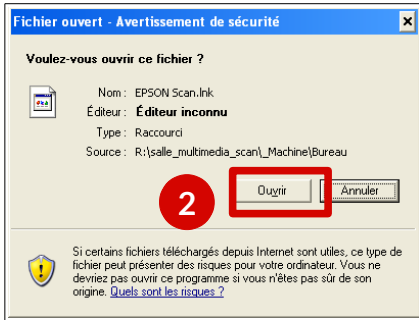 Fichier ouvert - Avertissement de sécurité
Voulez-vous ouvrir ce fichier ?
Nom : EPSON Scan.lnk
Éditeur : Éditeur inconnu
Type : Raccourci
Source : R:\salle_multimedia_scan\_Machine\Bureau
2
Ouvrir
Annuler
Si certains fichiers téléchargés depuis Internet sont utiles, ce type de
fichier peut présenter des risques pour votre ordinateur. Vous ne
devriez pas ouvrir ce programme si vous n'êtes pas sûr de son
origine. Quels sont les risques ?